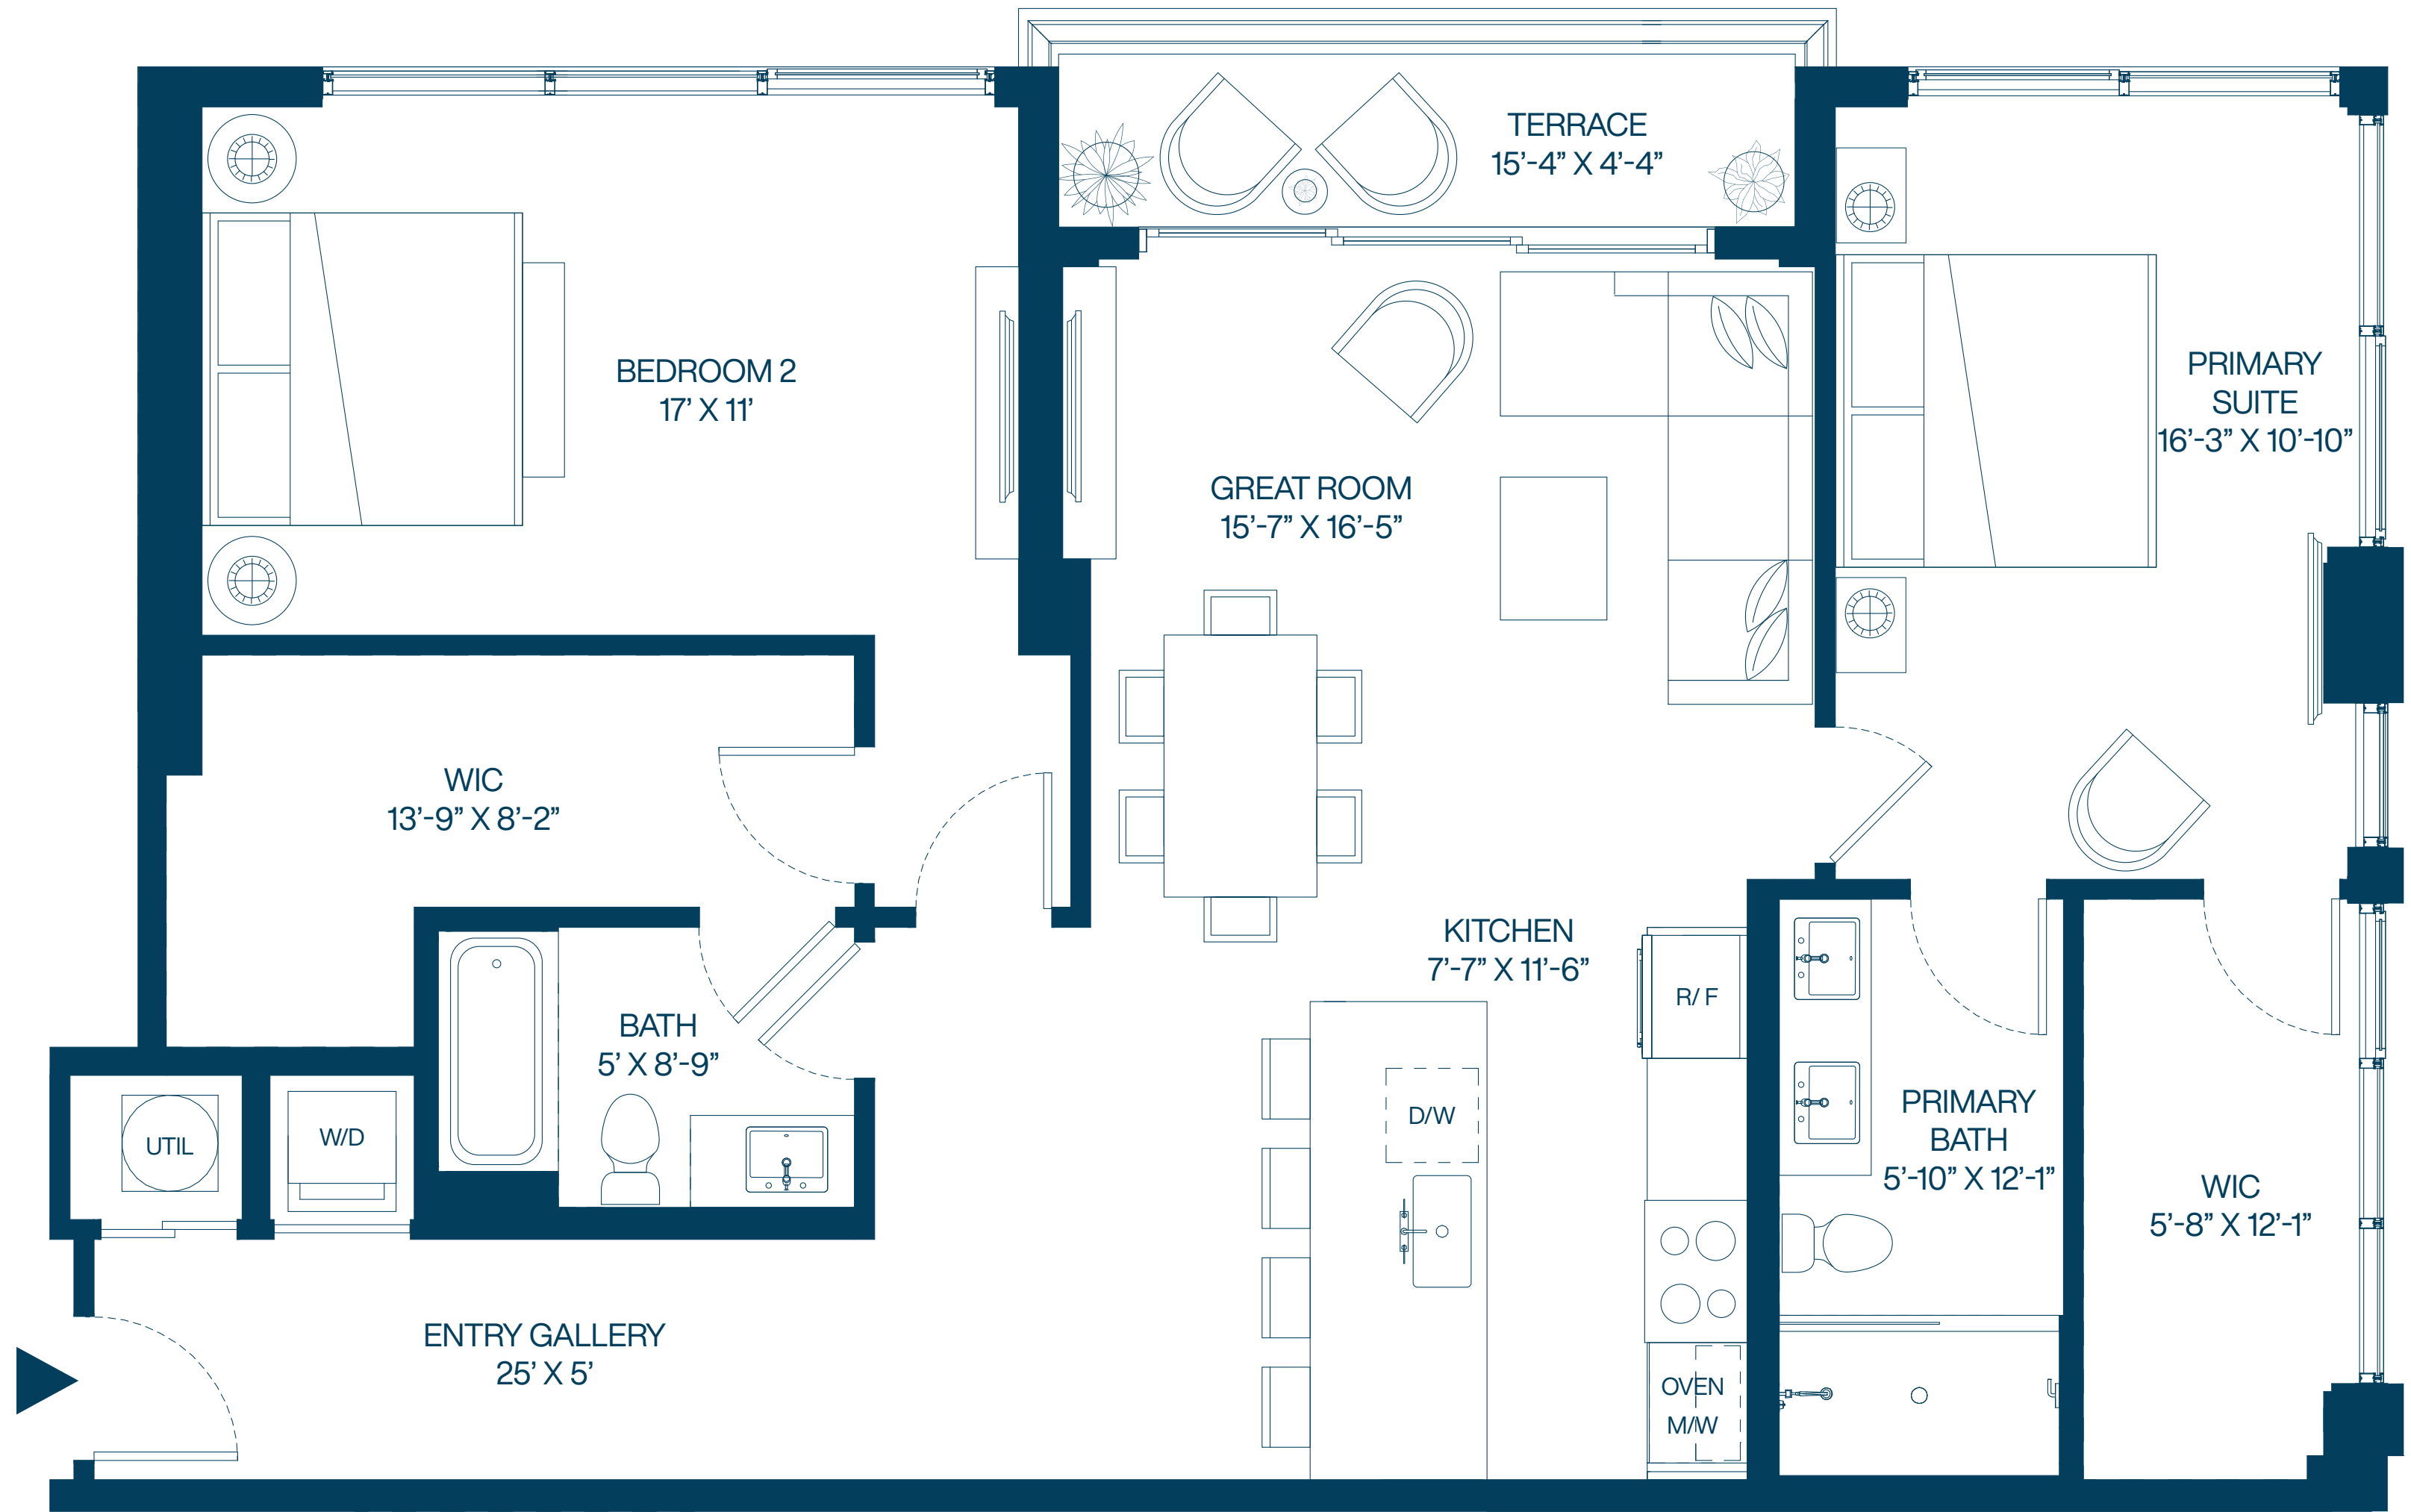 TERRACE
15’-4” X 4’-4”
BEDROOM 2
17’ X 11’
PRIMARY
SUITE
16’-3” X 10’-10”
GREAT ROOM
15’-7” X 16’-5”
WIC
13’-9” X 8’-2”
KITCHEN
7’-7” X 11’-6”
R/ F
BATH
5’ X 8’-9”
D/W
PRIMARY
BATH
5’-10” X 12’-1”
UTIL
W/D
WIC
5’-8” X 12’-1”
ENTRY GALLERY
25’ X 5’
OVEN
M/W